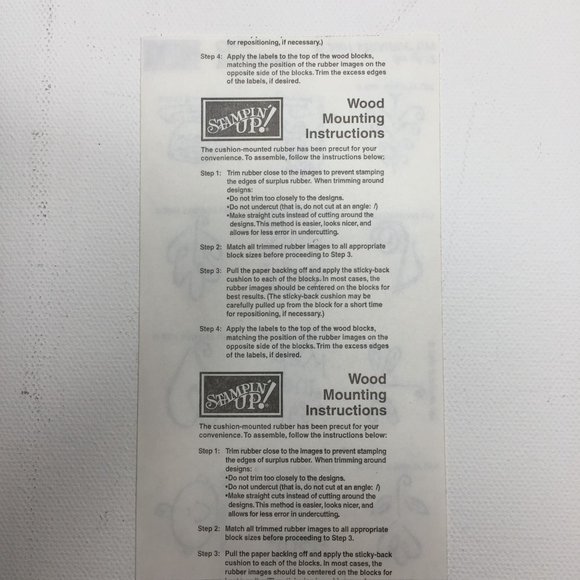 for repositioning, if necessary.)
Step 4: Apply the labels to the top of the wood blocks,
matching the position of the rubber images on the
opposite side of the blocks. Trim the excess edges
of the labels, if desired.
STAMPIN' UP!®
Wood
Mounting
Instructions
The cushion-mounted rubber has been precut for your
convenience. To assemble, follow the instructions below:
Step 1: Trim rubber close to the images to prevent stamping
the edges of surplus rubber. When trimming around
designs:
•Do not trim too closely to the designs.
•Do not undercut (that is, do not cut at an angle: /)
•Make straight cuts instead of cutting around the
designs. This method is easier, looks nicer, and
allows for less error in undercutting.
Step 2: Match all trimmed rubber images to all appropriate
block sizes before proceeding to Step 3.
Step 3: Pull the paper backing off and apply the sticky-back
cushion to each of the blocks. In most cases, the
rubber images should be centered on the blocks for
best results. (The sticky-back cushion may be
carefully pulled up from the block for a short time
for repositioning, if necessary.)
Step 4: Apply the labels to the top of the wood blocks,
matching the position of the rubber images on the
opposite side of the blocks. Trim the excess edges
of the labels, if desired.
STAMPIN' UP!®
Wood
Mounting
Instructions
The cushion-mounted rubber has been precut for your
convenience. To assemble, follow the instructions below:
Step 1: Trim rubber close to the images to prevent stamping
the edges of surplus rubber. When trimming around
designs:
•Do not trim too closely to the designs.
•Do not undercut (that is, do not cut at an angle: /)
•Make straight cuts instead of cutting around the
designs. This method is easier, looks nicer, and
allows for less error in undercutting.
Step 2: Match all trimmed rubber images to all appropriate
block sizes before proceeding to Step 3.
Step 3: Pull the paper backing off and apply the sticky-back
cushion to each of the blocks. In most cases, the
rubber images should be centered on the blocks for